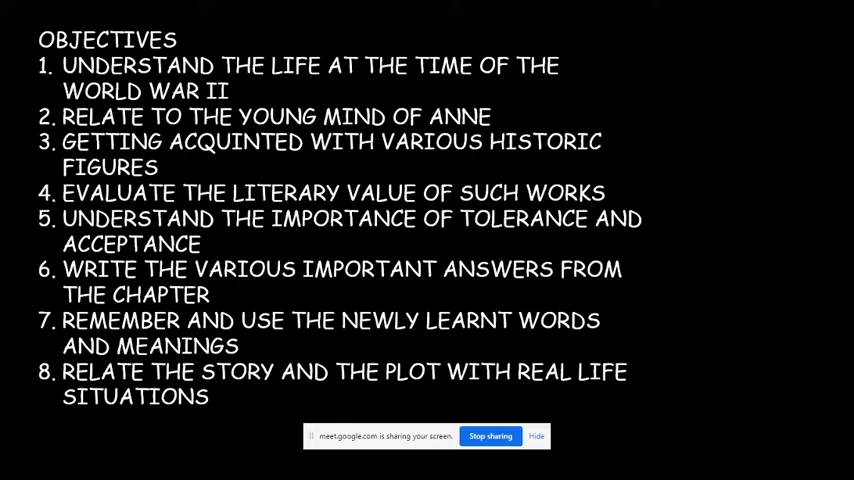 OBJECTIVES
1. UNDERSTAND THE LIFE AT THE TIME OF THE
WORLD WAR II
2. RELATE TO THE YOUNG MIND OF ANNE
3. GETTING ACQUINTED WITH VARIOUS HISTORIC
FIGURES
4. EVALUATE THE LITERARY VALUE OF SUCH WORKS
5. UNDERSTAND THE IMPORTANCE OF TOLERANCE AND
ACCEPTANCE
6. WRITE THE VARIOUS IMPORTANT ANSWERS FROM
THE CHAPTER
7. REMEMBER AND USE THE NEWLY LEARNT WORDS
AND MEANINGS
8. RELATE THE STORY AND THE PLOT WITH REAL LIFE
SITUATIONS
meet.google.com is sharing your screen. Stop sharing Hide